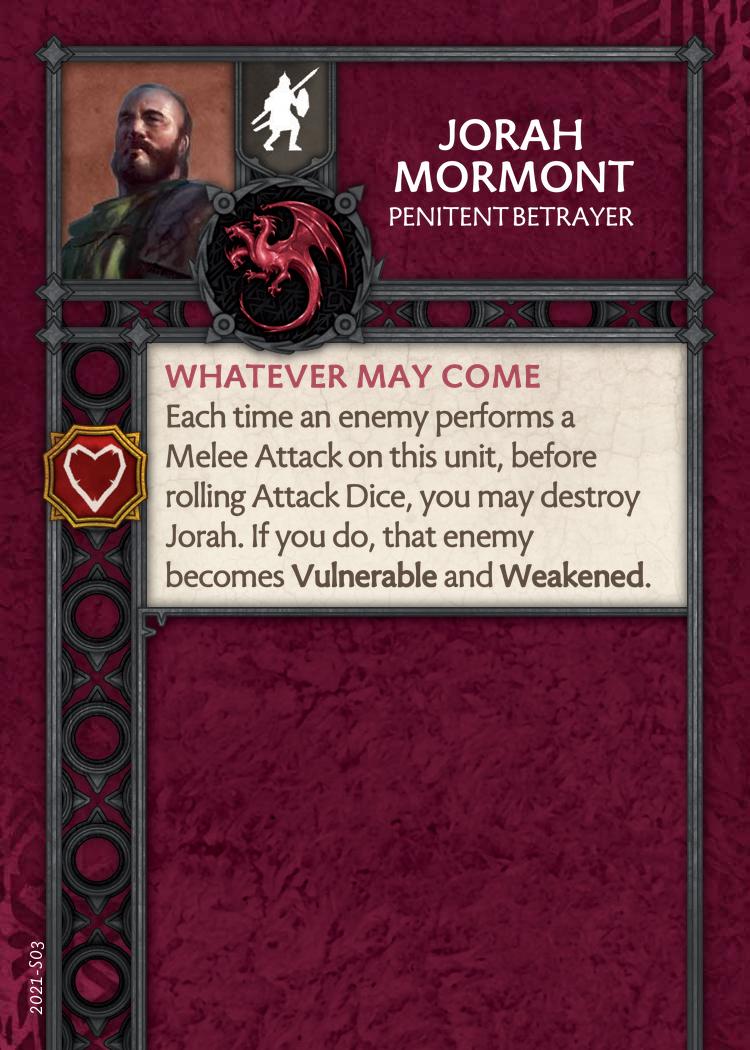 JORAH
MORMONT
PENITENT BETRAYER
WHATEVER MAY COME
Each time an enemy performs a
Melee Attack on this unit, before
rolling Attack Dice, you may destroy
Jorah. If you do, that enemy
becomes Vulnerable and Weakened.
2021-S03